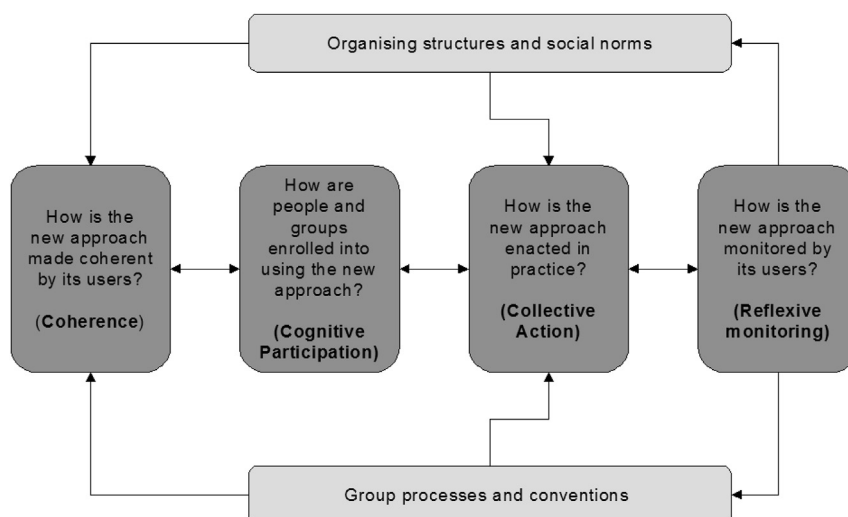 Organising structures and social norms
How is the
new approach
made coherent
by its users?
(Coherence)
How are
people and
groups
enrolled into
using the new
approach?
(Cognitive
Participation)
How is the
new approach
enacted in
practice?
(Collective
Action)
How is the
new approach
monitored by
its users?
(Reflexive
monitoring)
Group processes and conventions